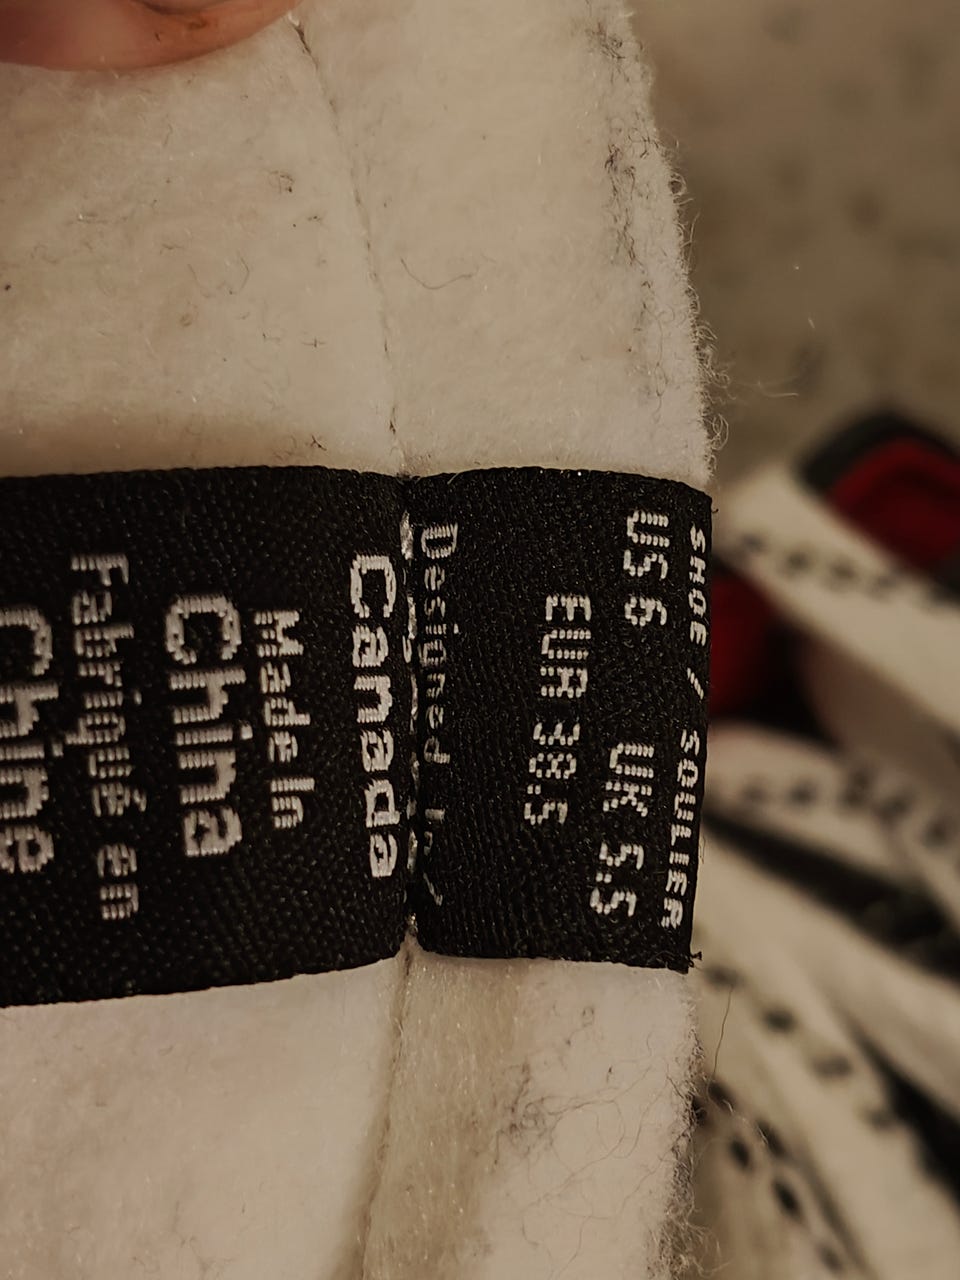 SHOE / SOULIER
US 6 UK 5.5
EUR 38.5
Designed In /
Canada
Made In
China
Fabriqué en
Chine